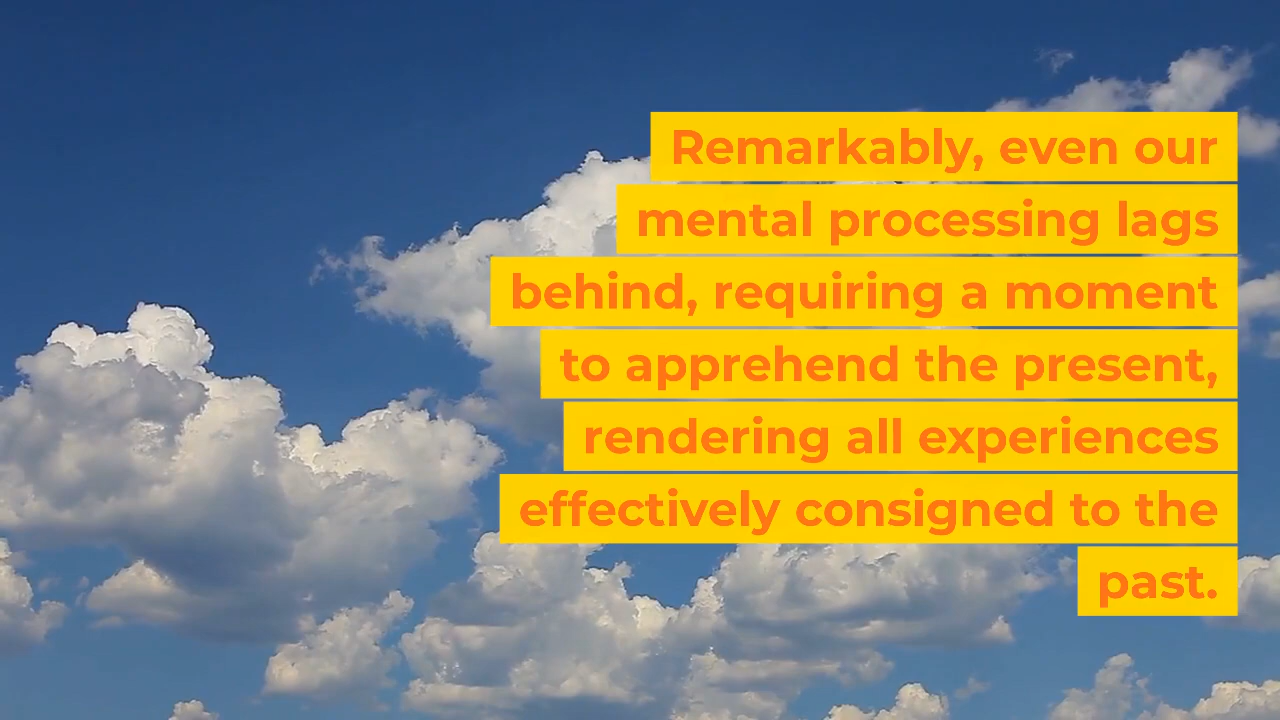 Remarkably, even our
mental processing lags
behind, requiring a moment
to apprehend the present,
rendering all experiences
effectively consigned to the
past.